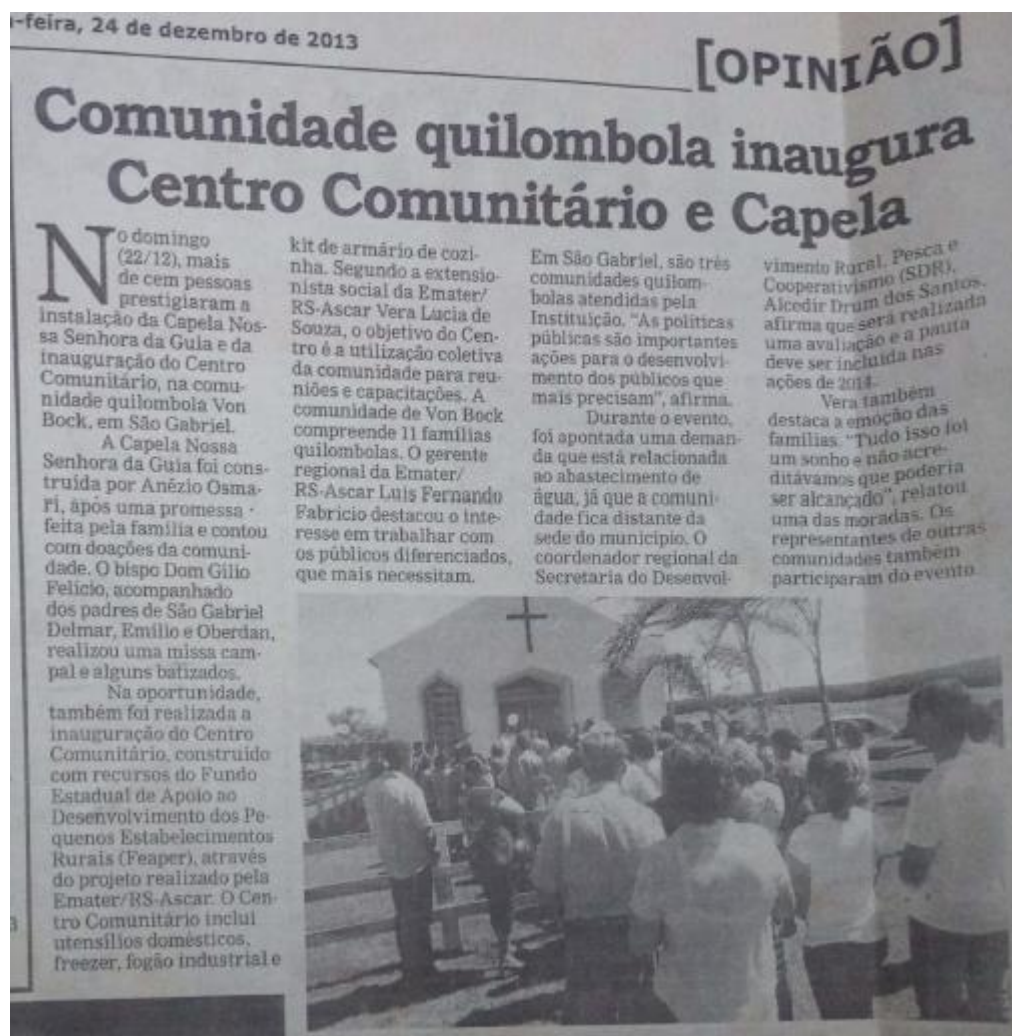 -feira, 24 de dezembro de 2013
[OPINIÃO]
Comunidade quilombola inaugura
Centro Comunitário e Capela
No domingo
(22/12), mais
de cem pessoas
prestigiaram a
instalação da Capela Nos-
sa Senhora da Guia e da
inauguração do Centro
Comunitário, na comu-
nidade quilombola Von
Bock, em São Gabriel.
A Capela Nossa
Senhora da Guia foi cons-
truída por Anézio Osma-
ri, após uma promessa
feita pela família e contou
com doações da comuni-
dade. O bispo Dom Gilio
Felício, acompanhado
dos padres de São Gabriel
Delmar, Emílio e Oberdan,
realizou uma missa cam-
pal e alguns batizados.
Na oportunidade,
também foi realizada a
inauguração do Centro
Comunitário, construído
com recursos do Fundo
Estadual de Apoio ao
Desenvolvimento dos Pe-
quenos Estabelecimentos
Rurais (Feaper), através
do projeto realizado pela
Emater/RS-Ascar. O Cen-
tro Comunitário inclui
utensílios domésticos,
freezer, fogão industrial e
kit de armário de cozi-
nha. Segundo a extensio-
nista social da Emater/
RS-Ascar Vera Lucia de
Souza, o objetivo do Cen-
tro é a utilização coletiva
da comunidade para reu-
niões e capacitações. A
comunidade de Von Bock
compreende 11 famílias
quilombolas. O gerente
regional da Emater/
RS-Ascar Luis Fernando
Fabricio destacou o inte-
resse em trabalhar com
os públicos diferenciados,
que mais necessitam.
Em São Gabriel, são três
comunidades quilom-
bolas atendidas pela
Instituição. "As políticas
públicas são importantes
ações para o desenvolvi-
mento dos públicos que
mais precisam", afirma.
Durante o evento,
foi apontada uma deman-
da que está relacionada
ao abastecimento de
água, já que a comuni-
dade fica distante da
sede do município. O
coordenador regional da
Secretaria do Desenvol-
vimento Rural, Pesca e
Cooperativismo (SDR),
Alcedir Drum dos Santos,
afirma que será realizada
uma avaliação e a pauta
deve ser incluída nas
ações de 2014.
Vera também
destaca a emoção das
famílias. "Tudo isso foi
um sonho e não acre-
ditávamos que poderia
ser alcançado", relatou
uma das moradas. Os
representantes de outras
comunidades também
participaram do evento.